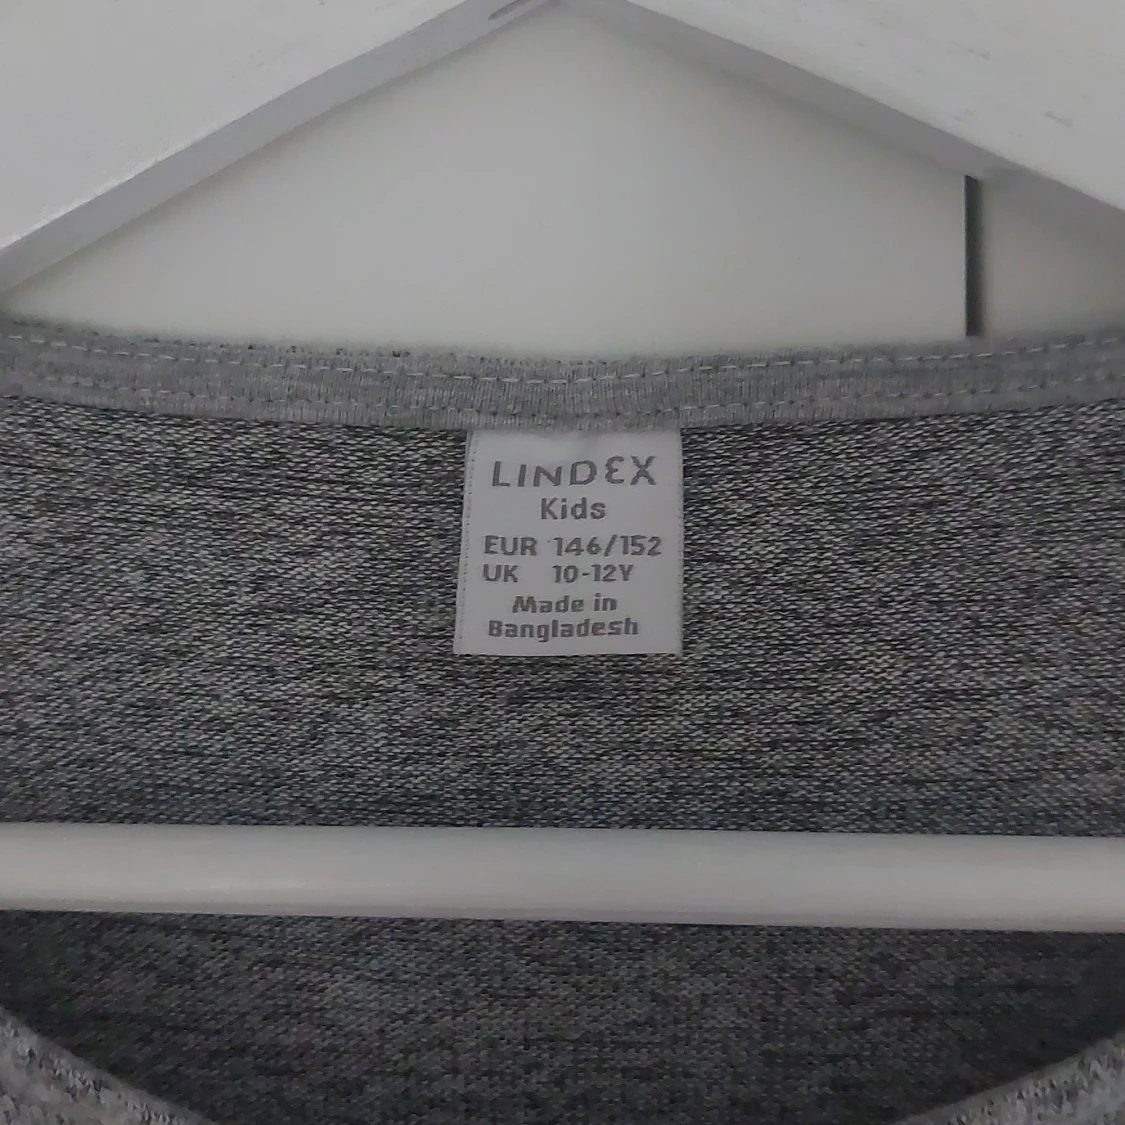 LINDEX
Kids
EUR 146/152
UK 10-12Y
Made in
Bangladesh